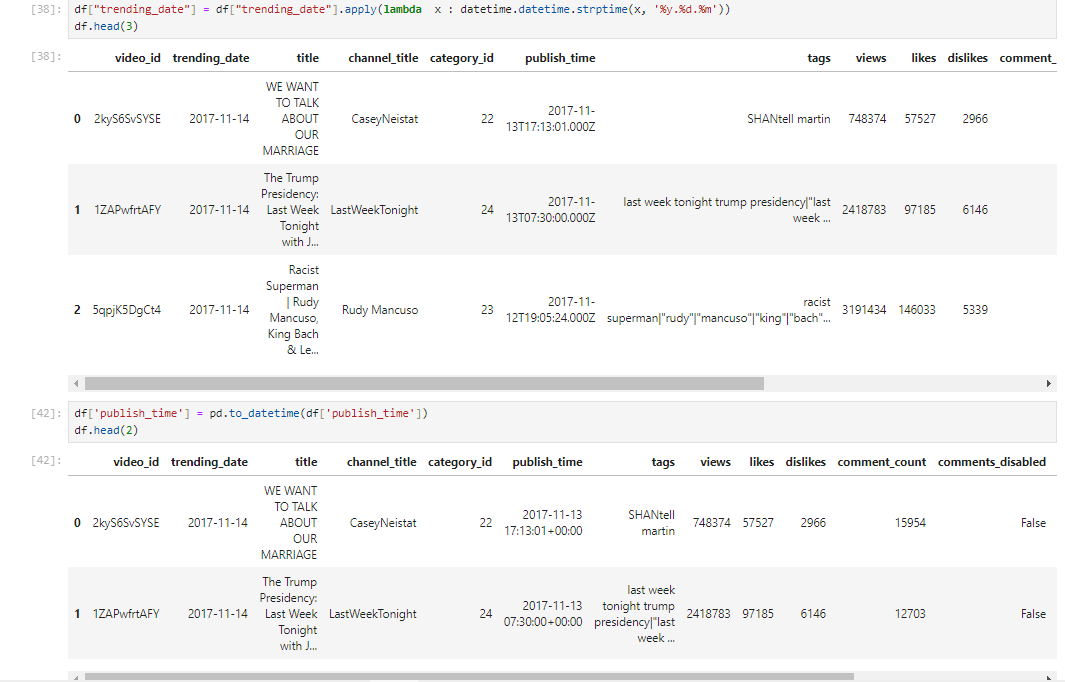 [38]: df["trending_date"] = df["trending_date"].apply(lambda  x : datetime.datetime.strptime(x, '%y.%d.%m'))
df.head(3)
[38]: video_id trending_date title channel_title category_id publish_time tags views likes dislikes comment_
0 2kyS6SvSYSE 2017-11-14 WE WANT
TO TALK
ABOUT
OUR
MARRIAGE CaseyNeistat 22 2017-11-
13T17:13:01.000Z SHANtell martin 748374 57527 2966
1 1ZAPwfrtAFY 2017-11-14 The Trump
Presidency:
Last Week
Tonight
with J... LastWeekTonight 24 2017-11-
13T07:30:00.000Z last week tonight trump presidency|"last
week ... 2418783 97185 6146
2 5qpjK5DgCt4 2017-11-14 Racist
Superman
| Rudy
Mancuso,
King Bach
& Le... Rudy Mancuso 23 2017-11-
12T19:05:24.000Z racist
superman|"rudy"|"mancuso"|"king"|"bach"... 3191434 146033 5339
[42]: df['publish_time'] = pd.to_datetime(df['publish_time'])
df.head(2)
[42]: video_id trending_date title channel_title category_id publish_time tags views likes dislikes comment_count comments_disabled
0 2kyS6SvSYSE 2017-11-14 WE WANT
TO TALK
ABOUT
OUR
MARRIAGE CaseyNeistat 22 2017-11-13
17:13:01+00:00 SHANtell
martin 748374 57527 2966 15954 False
1 1ZAPwfrtAFY 2017-11-14 The Trump
Presidency:
Last Week
Tonight
with J... LastWeekTonight 24 2017-11-13
07:30:00+00:00 last week
tonight trump
presidency|"last
week ... 2418783 97185 6146 12703 False